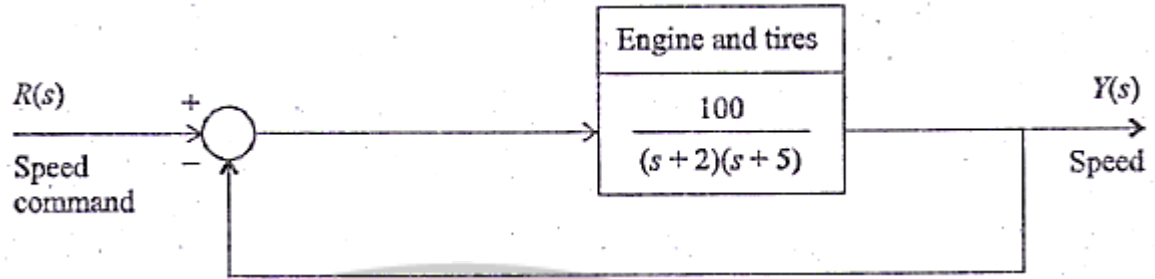 Engine and tires
R(s)
+
100
Y(s)
(s + 2)(s + 5)
−
Speed
command
Speed